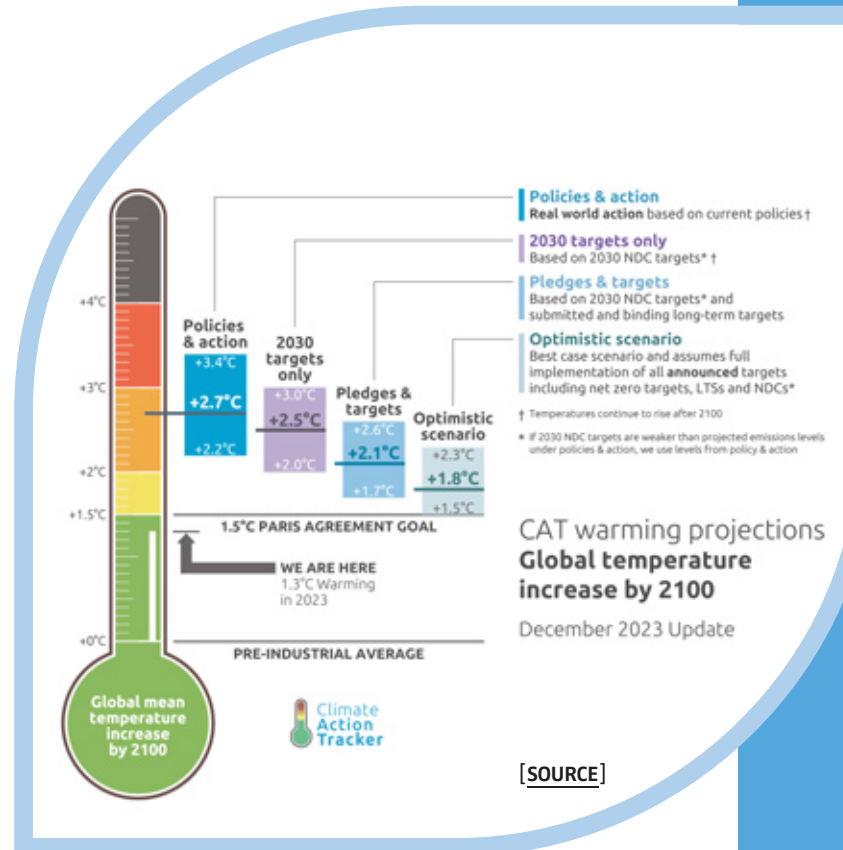 Policies & action
Real world action based on current policies †
2030 targets only
Based on 2030 NDC targets* †
Pledges & targets
Based on 2030 NDC targets* and
submitted and binding long-term targets
Optimistic scenario
Best case scenario and assumes full
implementation of all announced targets
including net zero targets, LTSs and NDCs*
† Temperatures continue to rise after 2100
* If 2030 NDC targets are weaker than projected emissions levels
under policies & action, we use levels from policy & action
+4°C
+3°C
+2°C
+1.5°C
+0°C
Policies
& action
+3.4°C
+2.7°C
+2.2°C
2030
targets
only
+3.0°C
+2.5°C
+2.0°C
Pledges &
targets
+2.6°C
+2.1°C
+1.7°C
Optimistic
scenario
+2.3°C
+1.8°C
+1.5°C
1.5°C PARIS AGREEMENT GOAL
WE ARE HERE
1.3°C Warming
in 2023
PRE-INDUSTRIAL AVERAGE
Global mean
temperature
increase
by 2100
Climate
Action
Tracker
CAT warming projections
Global temperature
increase by 2100
December 2023 Update
[SOURCE]